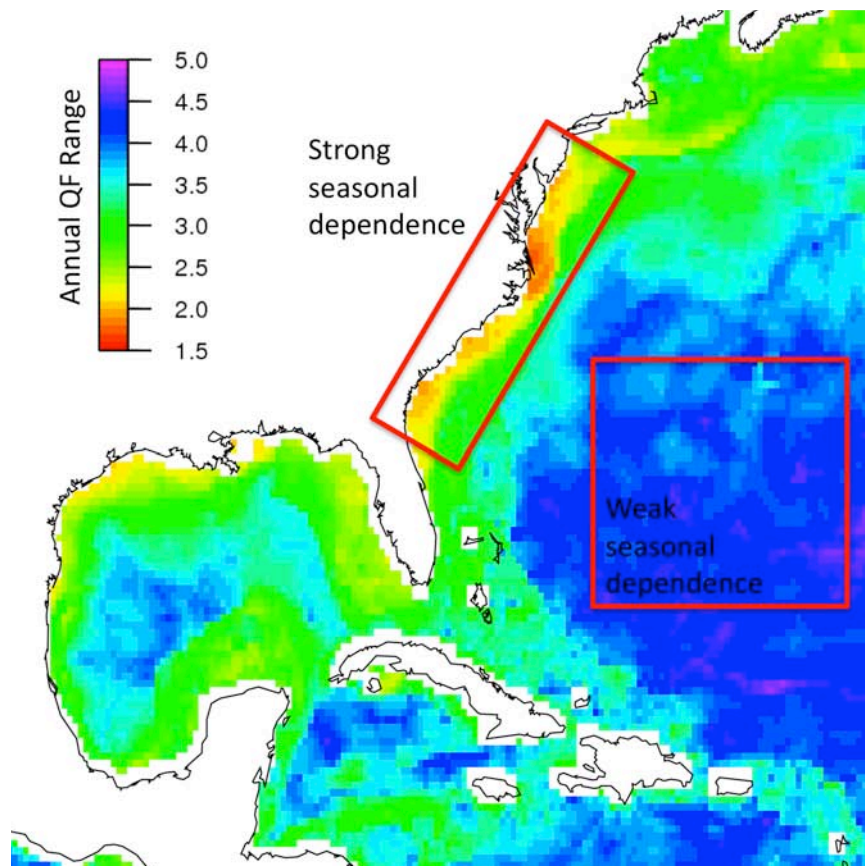 Annual QF Range
5.0
4.5
4.0
3.5
3.0
2.5
2.0
1.5
Strong
seasonal
dependence
Weak
seasonal
dependence